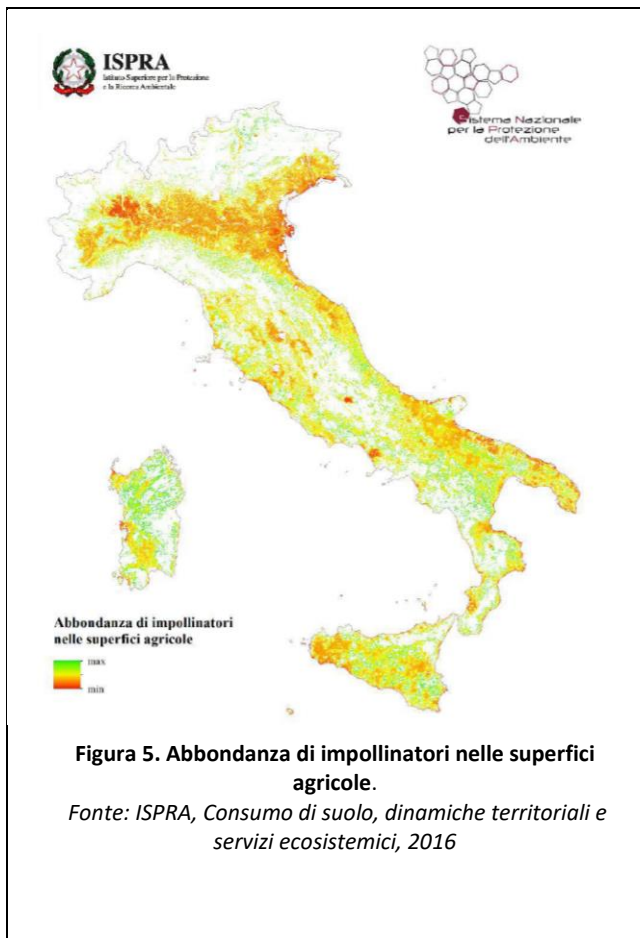 ISPRA
Istituto Superiore per la Protezione
e la Ricerca Ambientale
Sistema Nazionale
per la Protezione
dell'Ambiente
Abbondanza di impollinatori
nelle superfici agricole
max
min
Figura 5. Abbondanza di impollinatori nelle superfici
agricole.
Fonte: ISPRA, Consumo di suolo, dinamiche territoriali e
servizi ecosistemici, 2016